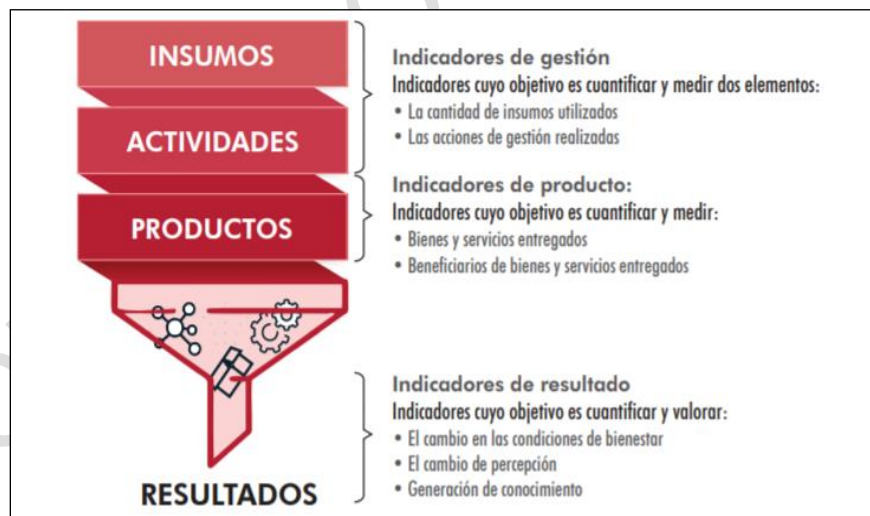 INSUMOS
ACTIVIDADES
PRODUCTOS
RESULTADOS
Indicadores de gestión
Indicadores cuyo objetivo es cuantificar y medir dos elementos:
• La cantidad de insumos utilizados
• Las acciones de gestión realizadas
Indicadores de producto:
Indicadores cuyo objetivo es cuantificar y medir:
• Bienes y servicios entregados
• Beneficiarios de bienes y servicios entregados
Indicadores de resultado
Indicadores cuyo objetivo es cuantificar y valorar:
• El cambio en las condiciones de bienestar
• El cambio de percepción
• Generación de conocimiento